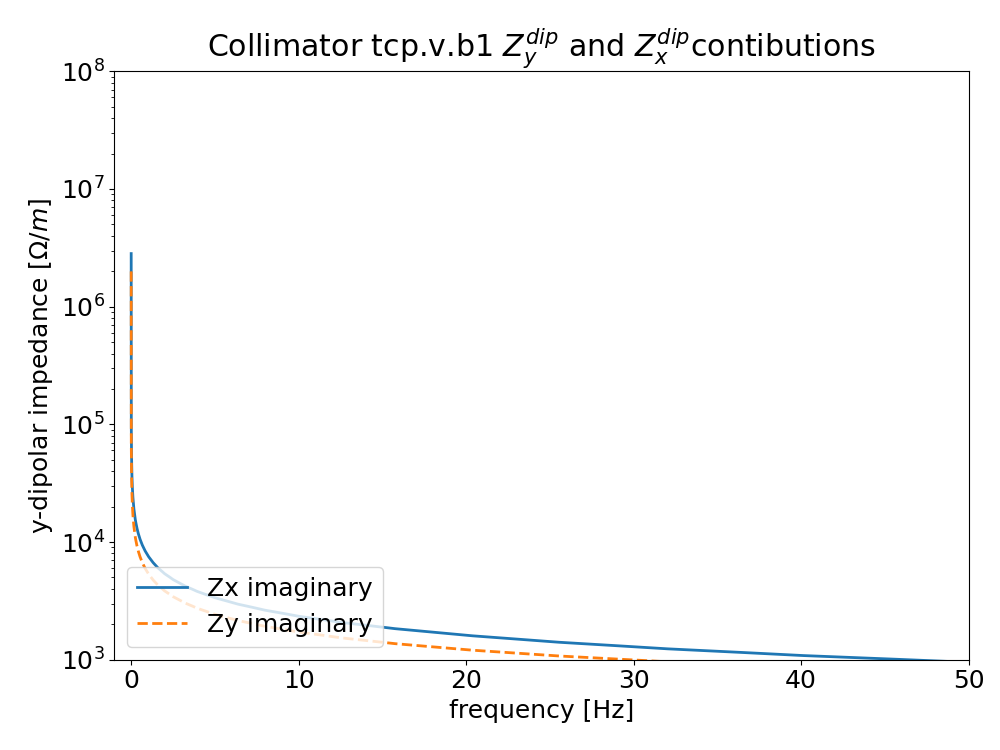 Collimator tcp.v.b1 $Z_y^{dip}$ and $Z_x^{dip}$contibutions
y-dipolar impedance [Ω/m]
10^8
10^7
10^6
10^5
10^4
10^3
Zx imaginary
Zy imaginary
0 10 20 30 40 50
frequency [Hz]